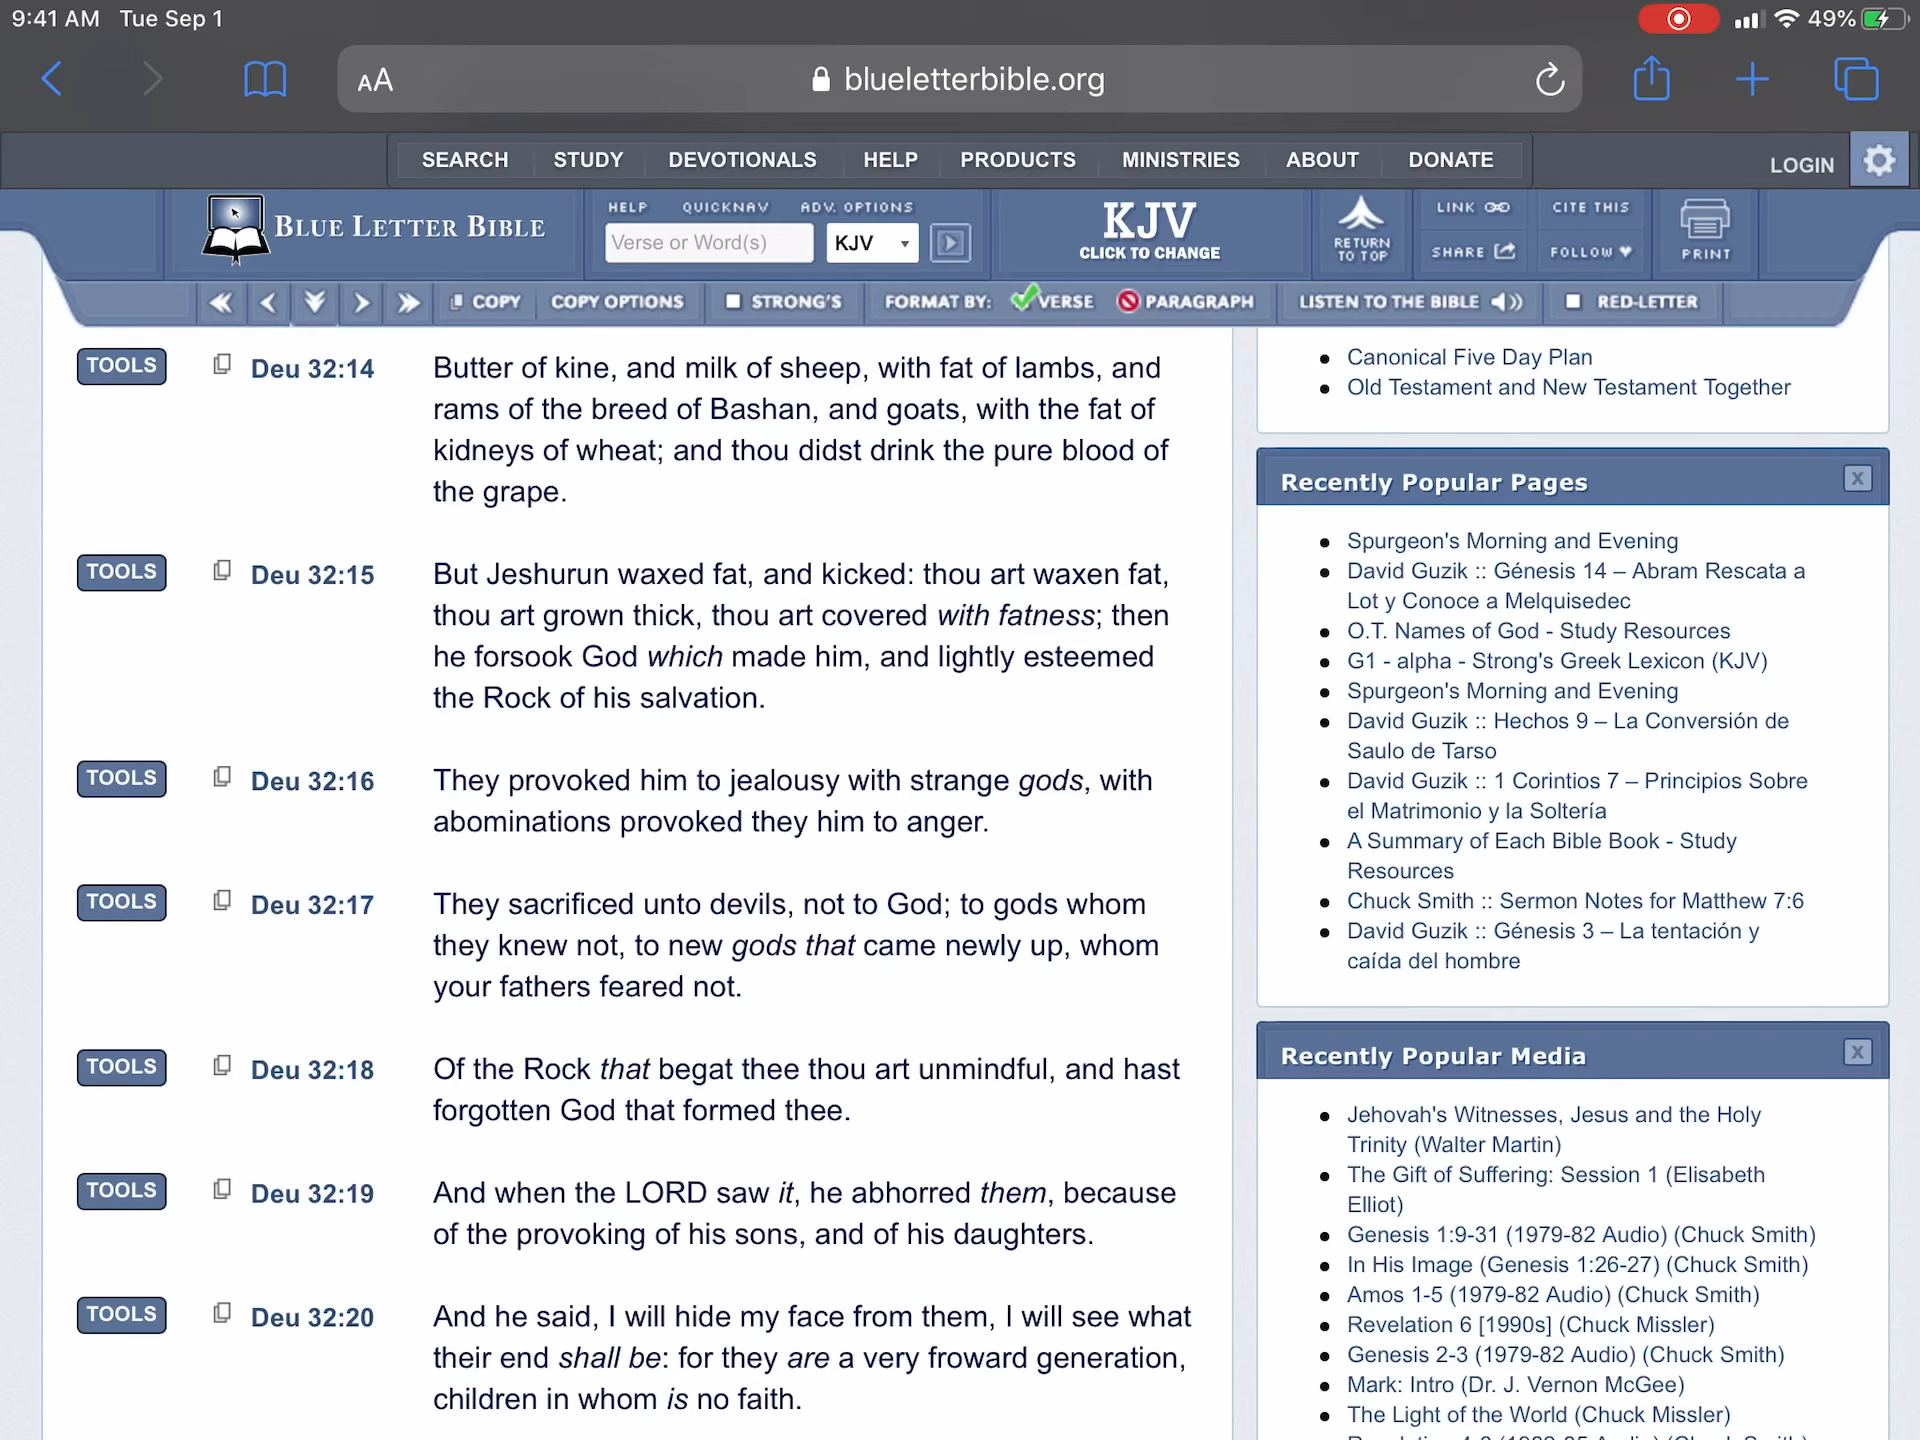 9:41 AM Tue Sep 1
49%
AA
blueletterbible.org
SEARCH STUDY DEVOTIONALS HELP PRODUCTS MINISTRIES ABOUT DONATE
LOGIN
BLUE LETTER BIBLE
HELP QUICKNAV ADV. OPTIONS
Verse or Word(s)
KJV
KJV
CLICK TO CHANGE
RETURN
TO TOP
LINK
SHARE
CITE THIS
FOLLOW
PRINT
COPY
COPY OPTIONS
STRONG'S
FORMAT BY: VERSE PARAGRAPH
LISTEN TO THE BIBLE
RED-LETTER
TOOLS
Deu 32:14
Butter of kine, and milk of sheep, with fat of lambs, and
rams of the breed of Bashan, and goats, with the fat of
kidneys of wheat; and thou didst drink the pure blood of
the grape.
TOOLS
Deu 32:15
But Jeshurun waxed fat, and kicked: thou art waxen fat,
thou art grown thick, thou art covered with fatness; then
he forsook God which made him, and lightly esteemed
the Rock of his salvation.
TOOLS
Deu 32:16
They provoked him to jealousy with strange gods, with
abominations provoked they him to anger.
TOOLS
Deu 32:17
They sacrificed unto devils, not to God; to gods whom
they knew not, to new gods that came newly up, whom
your fathers feared not.
TOOLS
Deu 32:18
Of the Rock that begat thee thou art unmindful, and hast
forgotten God that formed thee.
TOOLS
Deu 32:19
And when the LORD saw it, he abhorred them, because
of the provoking of his sons, and of his daughters.
TOOLS
Deu 32:20
And he said, I will hide my face from them, I will see what
their end shall be: for they are a very froward generation,
children in whom is no faith.
Canonical Five Day Plan
Old Testament and New Testament Together
Recently Popular Pages
X
Spurgeon's Morning and Evening
David Guzik :: Génesis 14 – Abram Rescata a
Lot y Conoce a Melquisedec
O.T. Names of God - Study Resources
G1 - alpha - Strong's Greek Lexicon (KJV)
Spurgeon's Morning and Evening
David Guzik :: Hechos 9 – La Conversión de
Saulo de Tarso
David Guzik :: 1 Corintios 7 – Principios Sobre
el Matrimonio y la Soltería
A Summary of Each Bible Book - Study
Resources
Chuck Smith :: Sermon Notes for Matthew 7:6
David Guzik :: Génesis 3 – La tentación y
caída del hombre
Recently Popular Media
X
Jehovah's Witnesses, Jesus and the Holy
Trinity (Walter Martin)
The Gift of Suffering: Session 1 (Elisabeth
Elliot)
Genesis 1:9-31 (1979-82 Audio) (Chuck Smith)
In His Image (Genesis 1:26-27) (Chuck Smith)
Amos 1-5 (1979-82 Audio) (Chuck Smith)
Revelation 6 [1990s] (Chuck Missler)
Genesis 2-3 (1979-82 Audio) (Chuck Smith)
Mark: Intro (Dr. J. Vernon McGee)
The Light of the World (Chuck Missler)